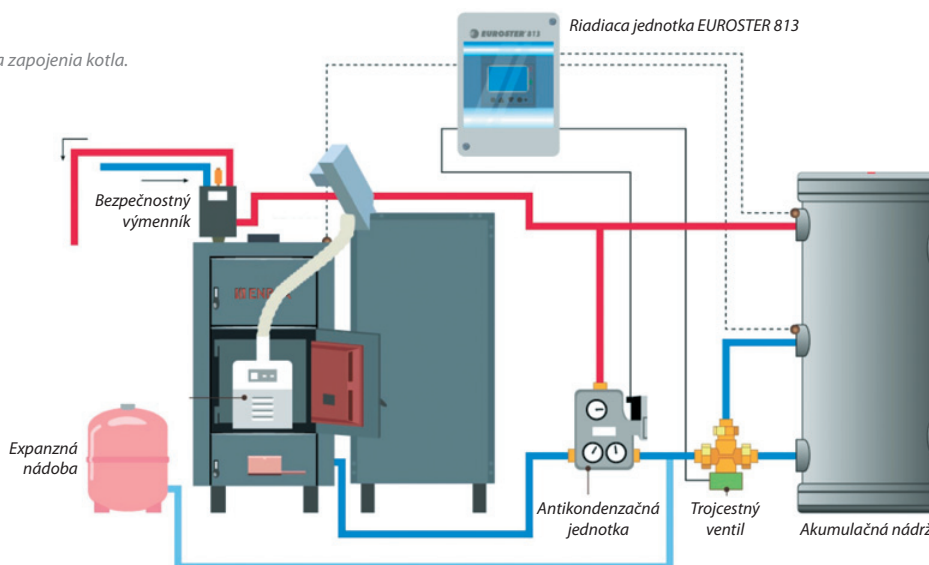 Riadiaca jednotka EUROSTER 813
EUROSTER 813
a zapojenia kotla.
Bezpečnostný
výmenník
Expanzná
nádoba
Antikondenzačná
jednotka
Trojcestný
ventil
Akumulačná nádrž